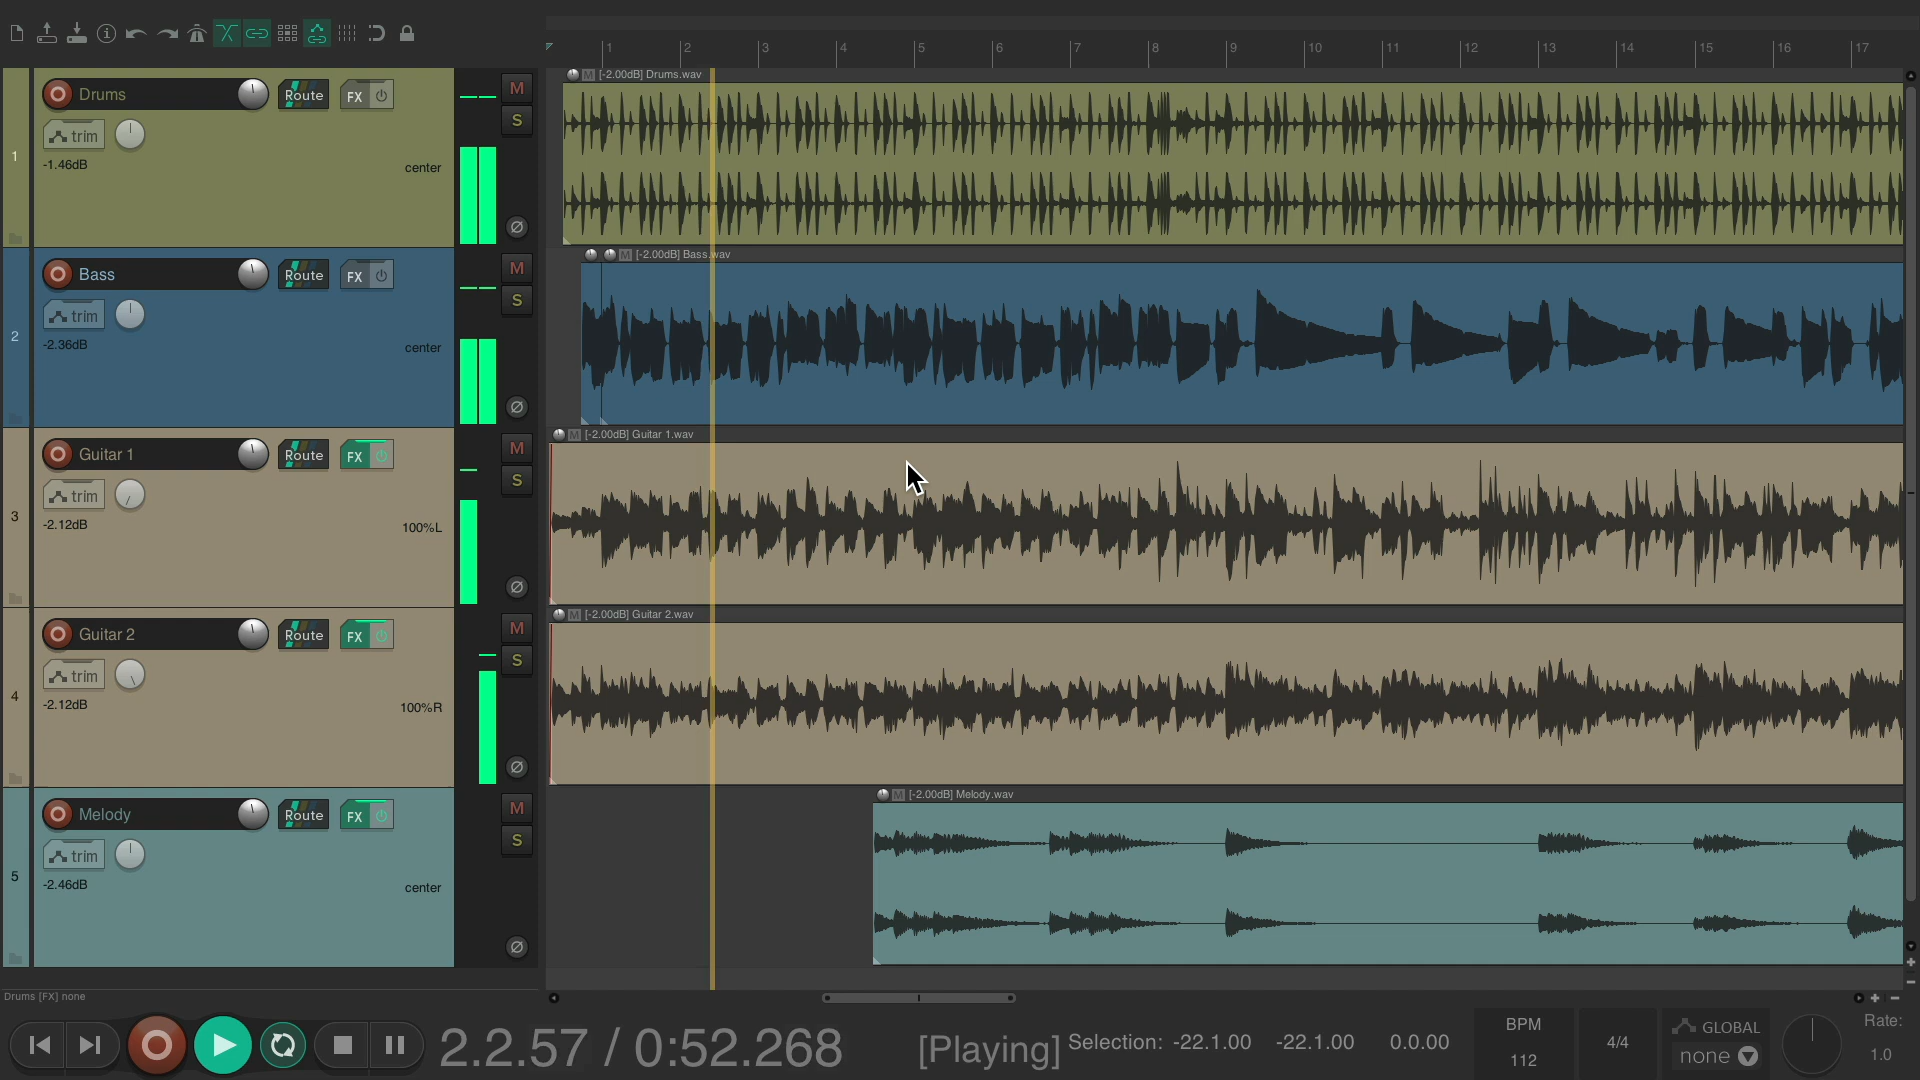 1 2 3 4 5 6 7 8 9 10 11 12 13 14 15 16 17
1
Drums
Route
FX
trim
-1.46dB
center
M
S
M [-2.00dB] Drums.wav
2
Bass
Route
FX
trim
-2.36dB
center
M
S
M [-2.00dB] Bass.wav
3
Guitar 1
Route
FX
trim
-2.12dB
100%L
M
S
M [-2.00dB] Guitar 1.wav
4
Guitar 2
Route
FX
trim
-2.12dB
100%R
M
S
M [-2.00dB] Guitar 2.wav
5
Melody
Route
FX
trim
-2.46dB
center
M
S
M [-2.00dB] Melody.wav
Drums [FX] none
2.2.57 / 0:52.268
[Playing]
Selection: -22.1.00 -22.1.00 0.0.00
BPM
112
4/4
GLOBAL
none
Rate:
1.0